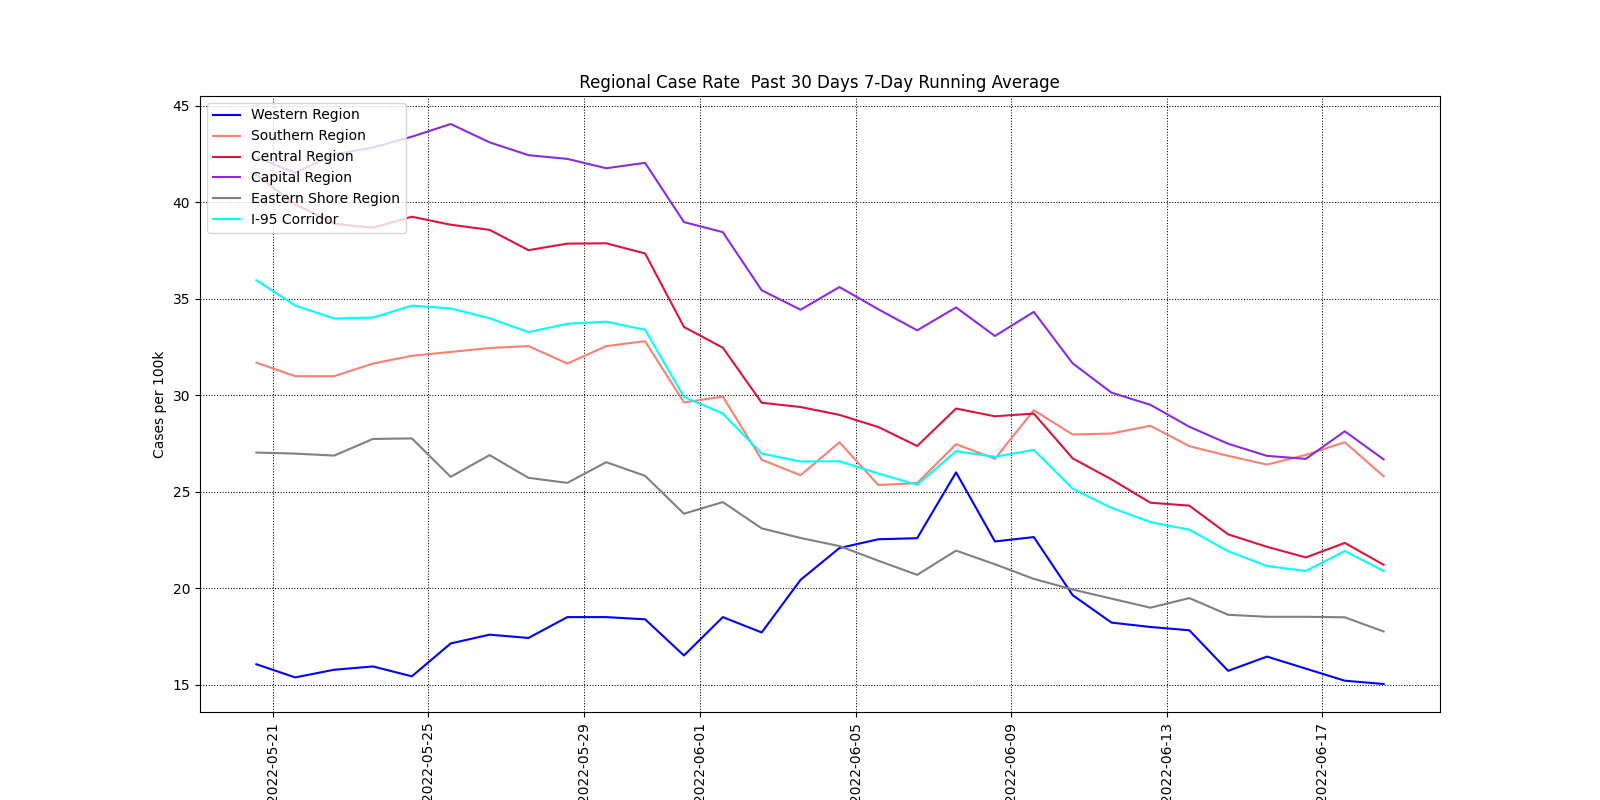 Regional Case Rate  Past 30 Days 7-Day Running Average
Western Region
Southern Region
Central Region
Capital Region
Eastern Shore Region
I-95 Corridor
Cases per 100k
45
40
35
30
25
20
15
2022-05-21
2022-05-25
2022-05-29
2022-06-01
2022-06-05
2022-06-09
2022-06-13
2022-06-17